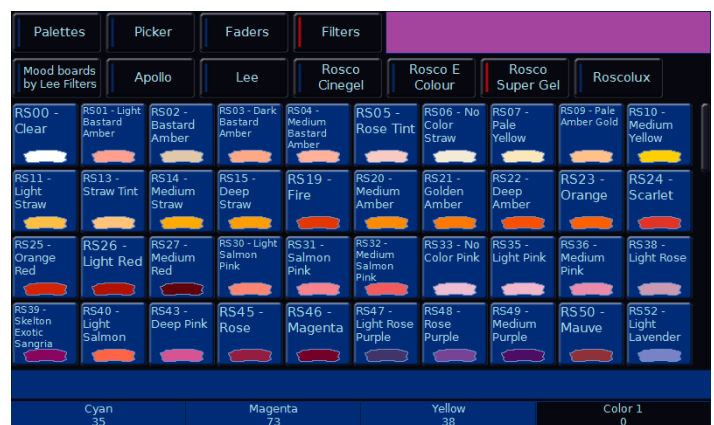 Palettes
Picker
Faders
Filters
Mood boards
by Lee Filters
Apollo
Lee
Rosco
Cinegel
Rosco E
Colour
Rosco
Super Gel
Roscolux
RS00 -
Clear
RS01 - Light
Bastard
Amber
RS02 -
Bastard
Amber
RS03 - Dark
Bastard
Amber
RS04 -
Medium
Bastard
Amber
RS05 -
Rose Tint
RS06 - No
Color
Straw
RS07 -
Pale
Yellow
RS09 - Pale
Amber Gold
RS10 -
Medium
Yellow
RS11 -
Light
Straw
RS13 -
Straw Tint
RS14 -
Medium
Straw
RS15 -
Deep
Straw
RS19 -
Fire
RS20 -
Medium
Amber
RS21 -
Golden
Amber
RS22 -
Deep
Amber
RS23 -
Orange
RS24 -
Scarlet
RS25 -
Orange
Red
RS26 -
Light Red
RS27 -
Medium
Red
RS30 - Light
Salmon
Pink
RS31 -
Salmon
Pink
RS32 -
Medium
Salmon
Pink
RS33 - No
Color Pink
RS35 -
Light Pink
RS36 -
Medium
Pink
RS38 -
Light Rose
RS39 -
Skelton
Exotic
Sangria
RS40 -
Light
Salmon
RS43 -
Deep Pink
RS45 -
Rose
RS46 -
Magenta
RS47 -
Light Rose
Purple
RS48 -
Rose
Purple
RS49 -
Medium
Purple
RS50 -
Mauve
RS52 -
Light
Lavender
Cyan
35
Magenta
73
Yellow
38
Color 1
0